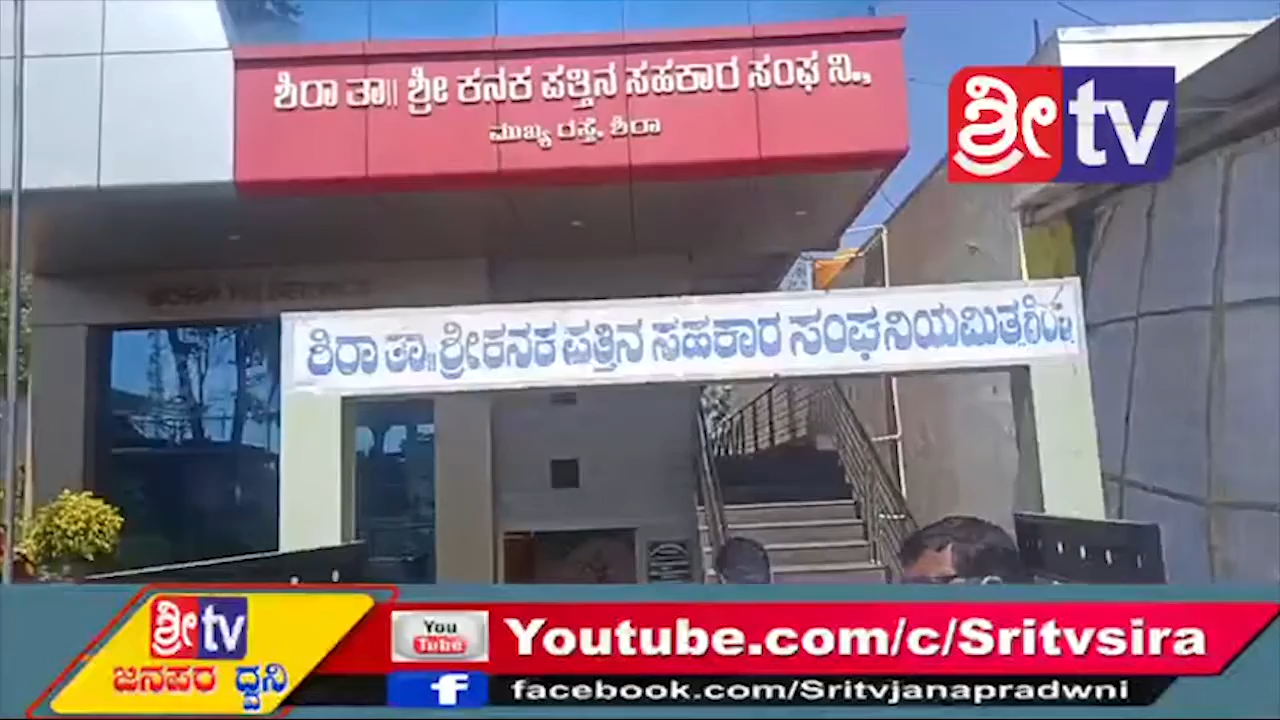 ಶಿರಾ ತಾ|| ಶ್ರೀ ಕನಕ ಪತ್ತಿನ ಸಹಕಾರ ಸಂಘ ನಿ.,
ಮುಖ್ಯ ರಸ್ತೆ, ಶಿರಾ
ಶ್ರೀ tv
ಶಿರಾ ತಾ|| ಶ್ರೀ ಕನಕ ಪತ್ತಿನ ಸಹಕಾರ ಸಂಘ ನಿಯಮಿತ, ಶಿರಾ
ಶ್ರೀ tv
ಜನಪರ ಧ್ವನಿ
You Tube Youtube.com/c/Sritvsira
f facebook.com/Sritvjanapradwni